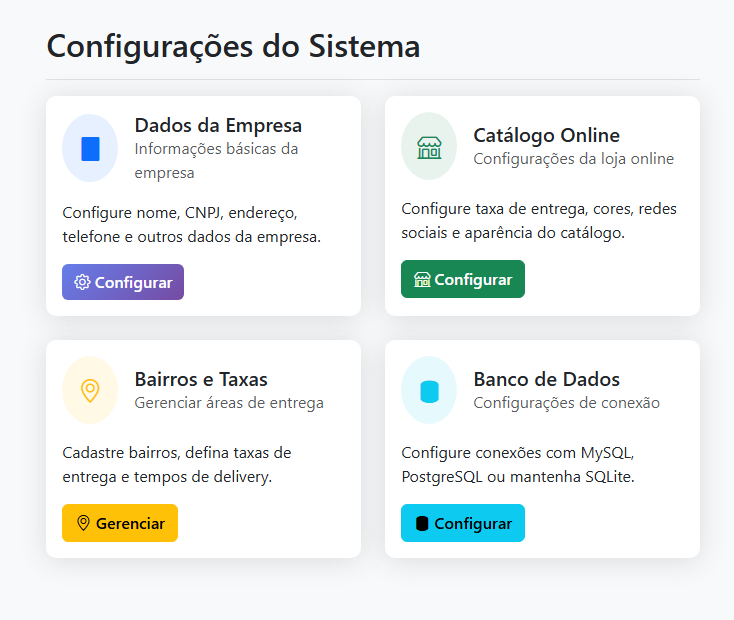 Configurações do Sistema
Dados da Empresa
Informações básicas da
empresa
Configure nome, CNPJ, endereço,
telefone e outros dados da empresa.
Configurar
Catálogo Online
Configurações da loja online
Configure taxa de entrega, cores, redes
sociais e aparência do catálogo.
Configurar
Bairros e Taxas
Gerenciar áreas de entrega
Cadastre bairros, defina taxas de
entrega e tempos de delivery.
Gerenciar
Banco de Dados
Configurações de conexão
Configure conexões com MySQL,
PostgreSQL ou mantenha SQLite.
Configurar